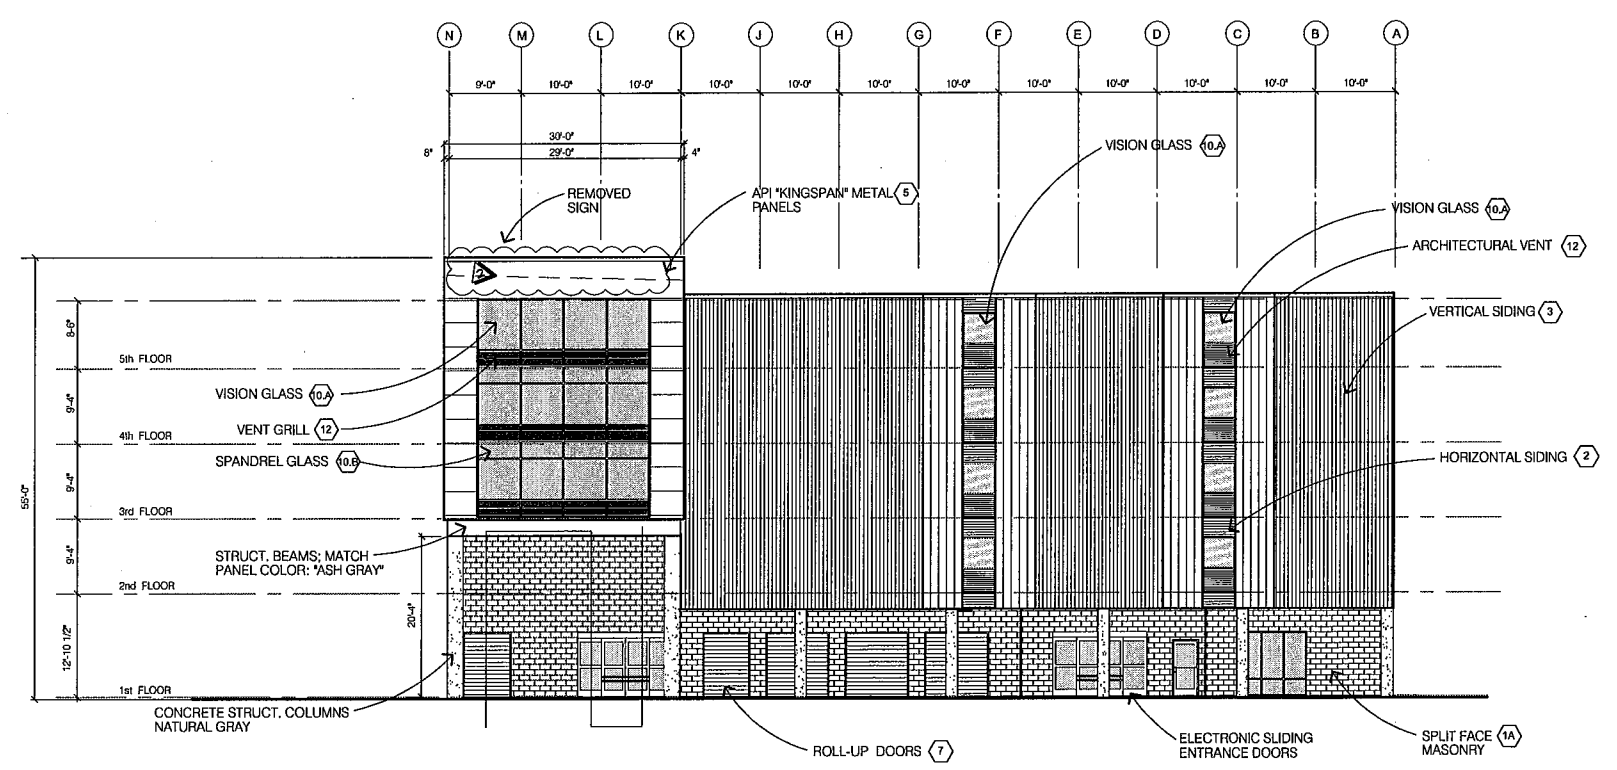 N M L K J H G F E D C B A
9'-0" 10'-0" 10'-0" 10'-0" 10'-0" 10'-0" 10'-0" 10'-0" 10'-0" 10'-0" 10'-0" 10'-0"
30'-0"
8" 29'-0" 4"
VISION GLASS 10.A
REMOVED
SIGN
API "KINGSPAN" METAL 5
PANELS
VISION GLASS 10.A
ARCHITECTURAL VENT 12
2
VERTICAL SIDING 3
8'-6"
5th FLOOR
VISION GLASS 10.A
9'-4"
VENT GRILL 12
4th FLOOR
SPANDREL GLASS 10.B
HORIZONTAL SIDING 2
9'-4"
55'-0"
3rd FLOOR
STRUCT. BEAMS; MATCH
PANEL COLOR: "ASH GRAY"
9'-4"
2nd FLOOR
20'-4"
12'-10 1/2"
1st FLOOR
CONCRETE STRUCT. COLUMNS
NATURAL GRAY
ROLL-UP DOORS 7
ELECTRONIC SLIDING
ENTRANCE DOORS
SPLIT FACE 1A
MASONRY